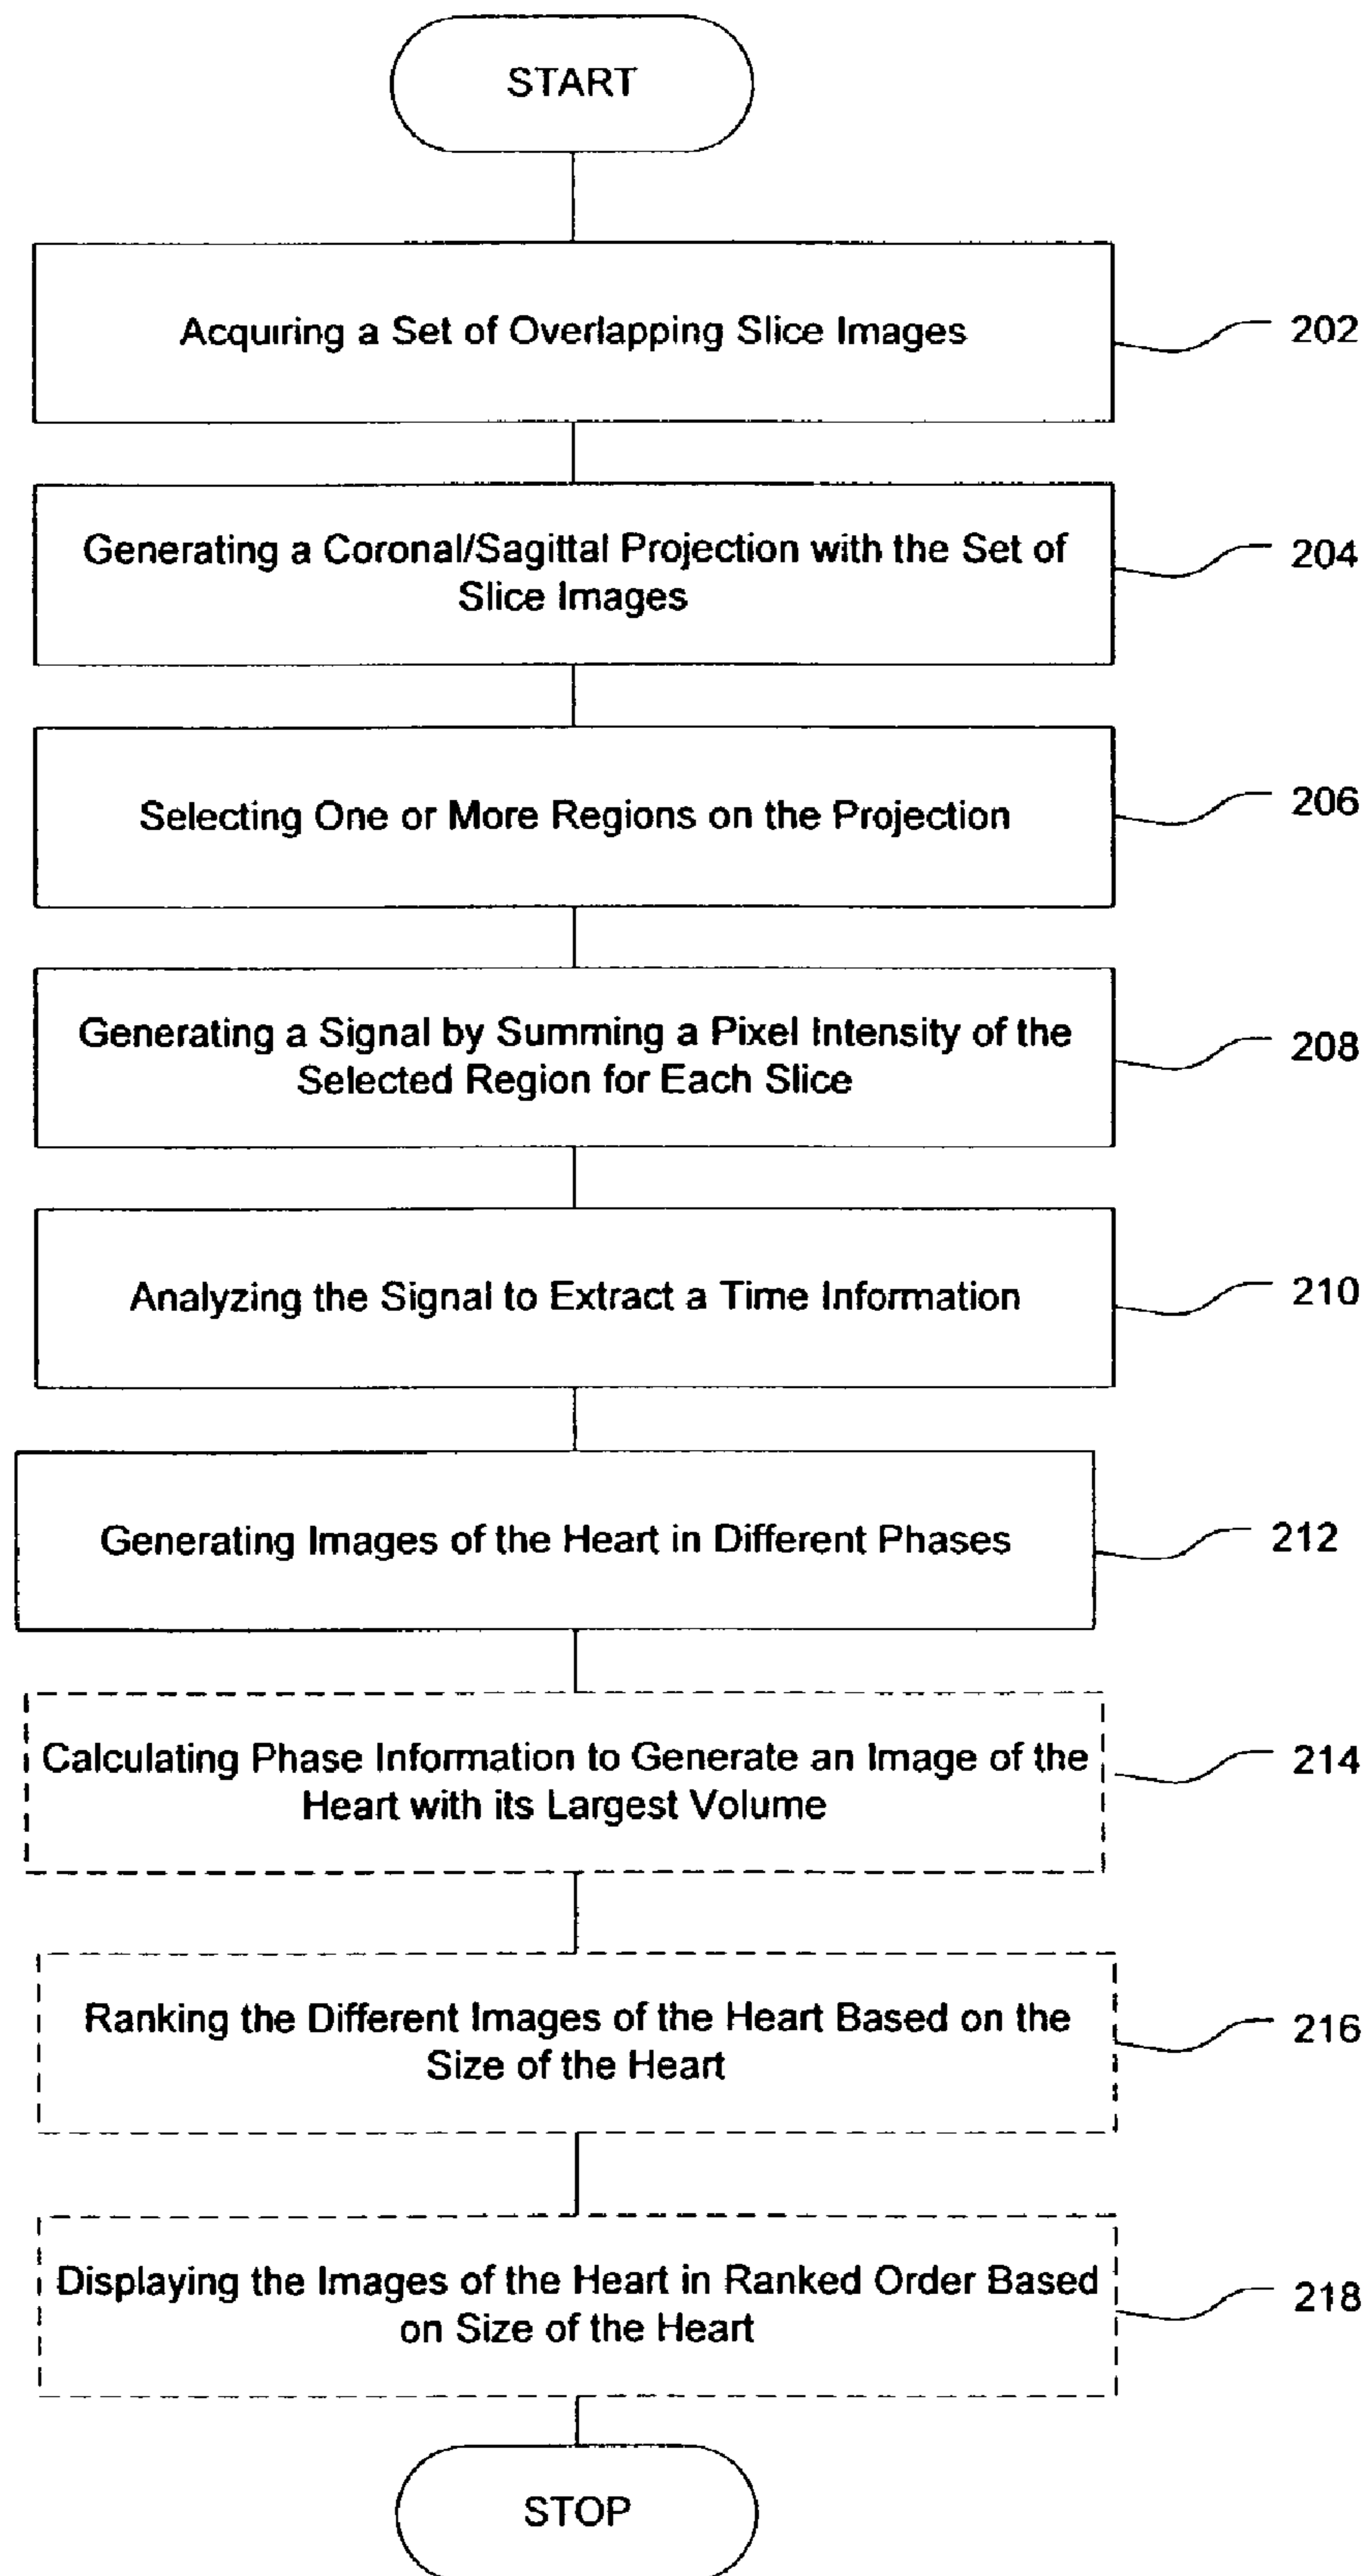 START
Acquiring a Set of Overlapping Slice Images
202
Generating a Coronal/Sagittal Projection with the Set of
Slice Images
204
Selecting One or More Regions on the Projection
206
Generating a Signal by Summing a Pixel Intensity of the
Selected Region for Each Slice
208
Analyzing the Signal to Extract a Time Information
210
Generating Images of the Heart in Different Phases
212
Calculating Phase Information to Generate an Image of the
Heart with its Largest Volume
214
Ranking the Different Images of the Heart Based on the
Size of the Heart
216
Displaying the Images of the Heart in Ranked Order Based
on Size of the Heart
218
STOP